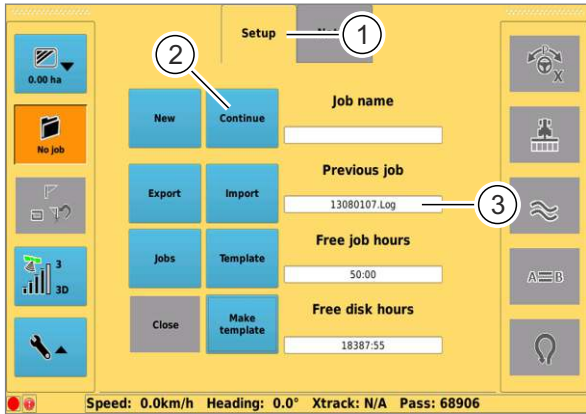 Setup
1
2
0.00 ha
Job name
New
Continue
No job
Previous job
Export
Import
13080107.Log
3
Free job hours
Jobs
Template
50:00
3
3D
A=B
Free disk hours
Close
Make
template
18387:55
Speed: 0.0km/h Heading: 0.0° Xtrack: N/A Pass: 68906